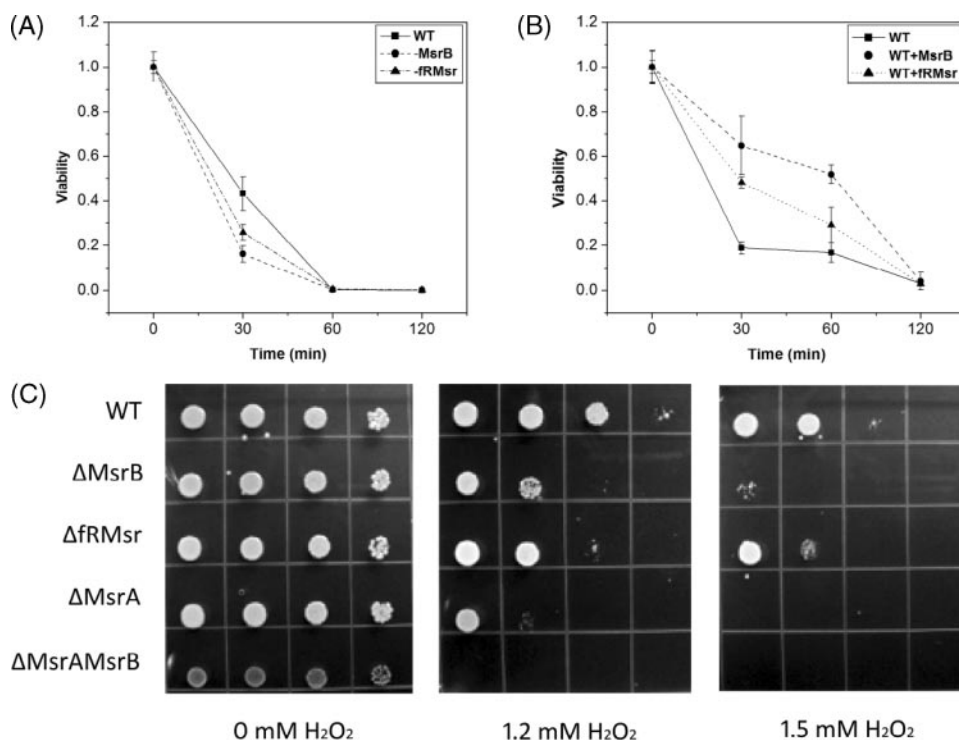 (A)
1.2
1.0
0.8
0.6
0.4
0.2
0.0
Viability
0
30
60
120
Time (min)
WT
-MsrB
-fRMsr
(B)
1.2
1.0
0.8
0.6
0.4
0.2
0.0
Viability
0
30
60
120
Time (min)
WT
WT+MsrB
WT+fRMsr
(C)
WT
ΔMsrB
ΔfRMsr
ΔMsrA
ΔMsrAMsrB
0 mM H₂O₂
1.2 mM H₂O₂
1.5 mM H₂O₂